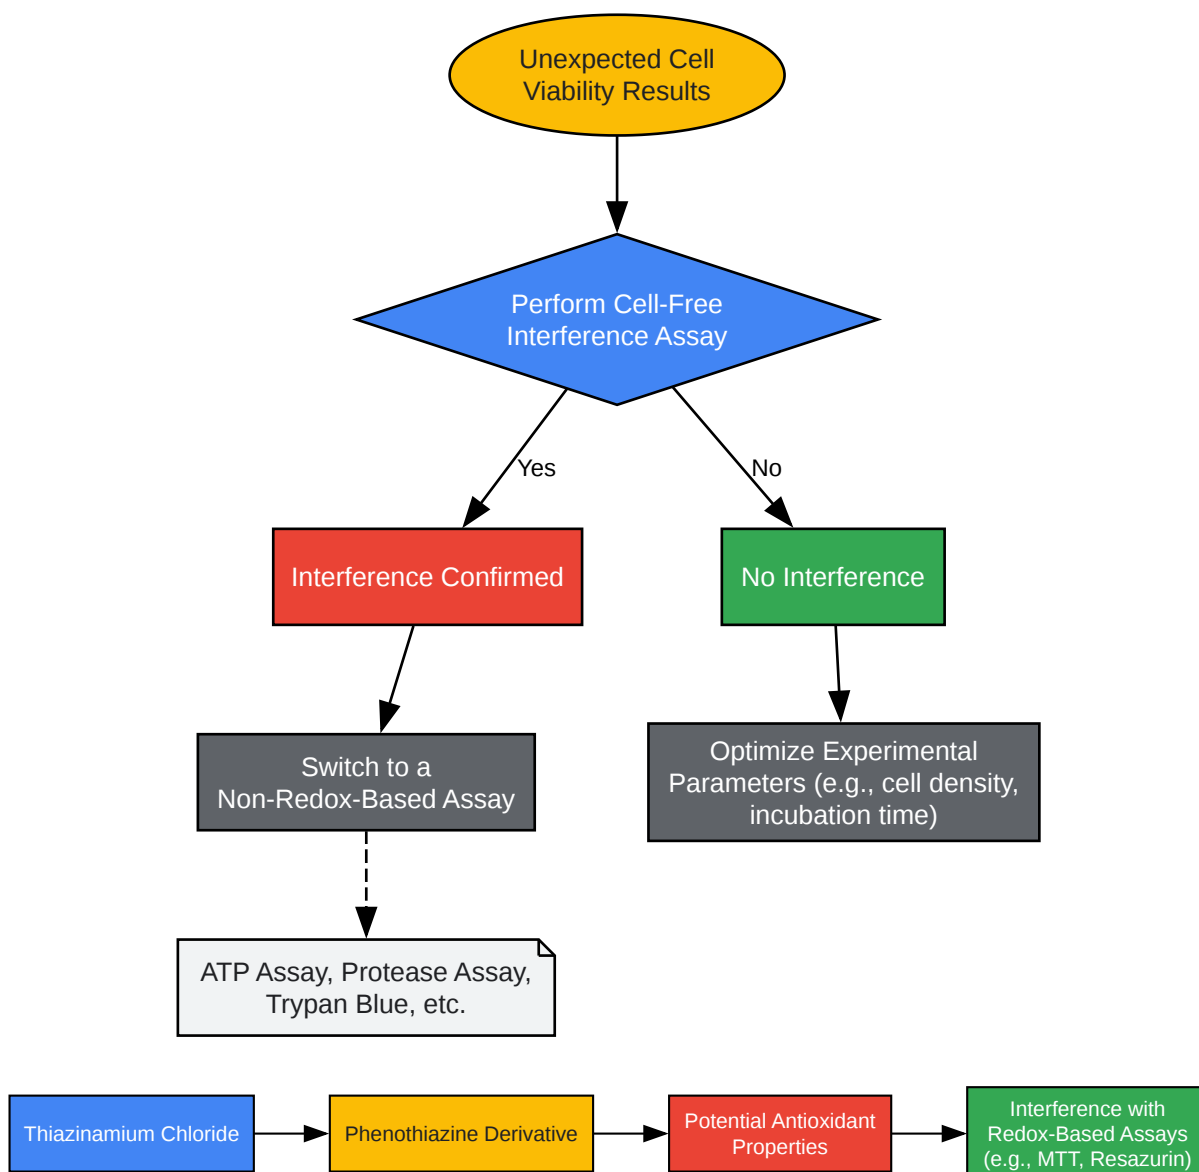 Unexpected Cell
Viability Results
Perform Cell-Free
Interference Assay
Yes
No
Interference Confirmed
No Interference
Switch to a
Non-Redox-Based Assay
Optimize Experimental
Parameters (e.g., cell density,
incubation time)
ATP Assay, Protease Assay,
Trypan Blue, etc.
Thiazinamium Chloride
Phenothiazine Derivative
Potential Antioxidant
Properties
Interference with
Redox-Based Assays
(e.g., MTT, Resazurin)